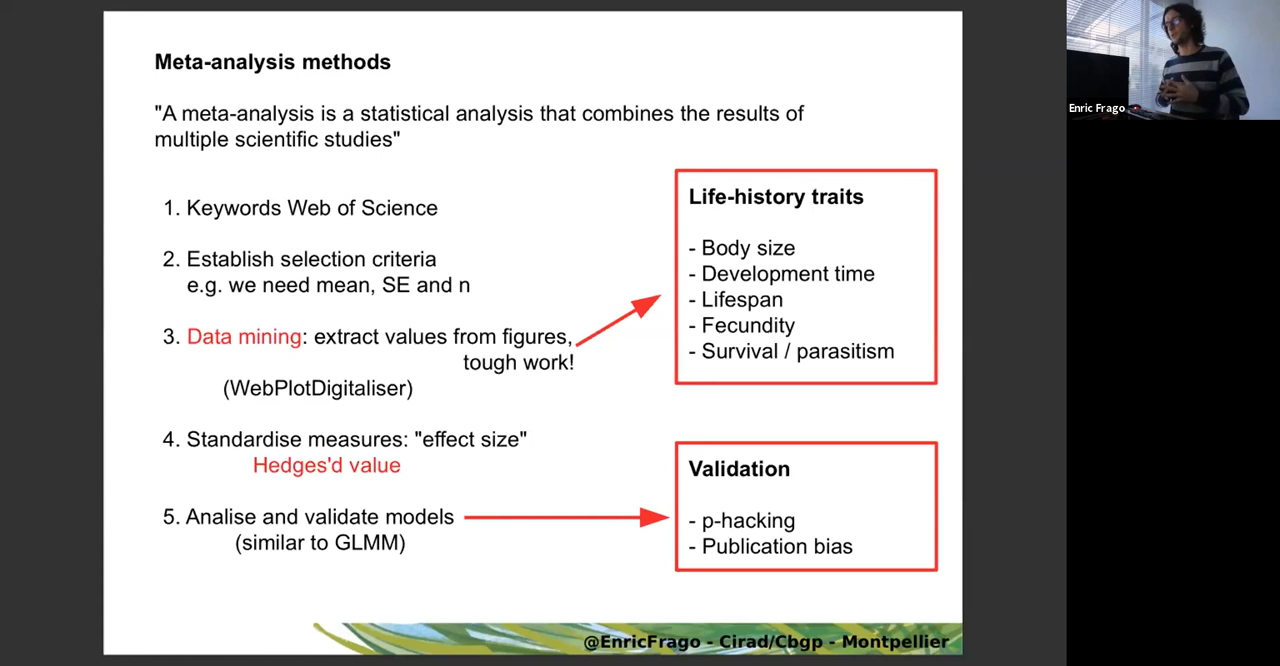 Meta-analysis methods
"A meta-analysis is a statistical analysis that combines the results of
multiple scientific studies"
1. Keywords Web of Science
2. Establish selection criteria
e.g. we need mean, SE and n
3. Data mining: extract values from figures,
tough work!
(WebPlotDigitaliser)
4. Standardise measures: "effect size"
Hedges'd value
5. Analise and validate models
(similar to GLMM)
Life-history traits
- Body size
- Development time
- Lifespan
- Fecundity
- Survival / parasitism
Validation
- p-hacking
- Publication bias
@EnricFrago - Cirad/Cbgp - Montpellier
Enric Frago